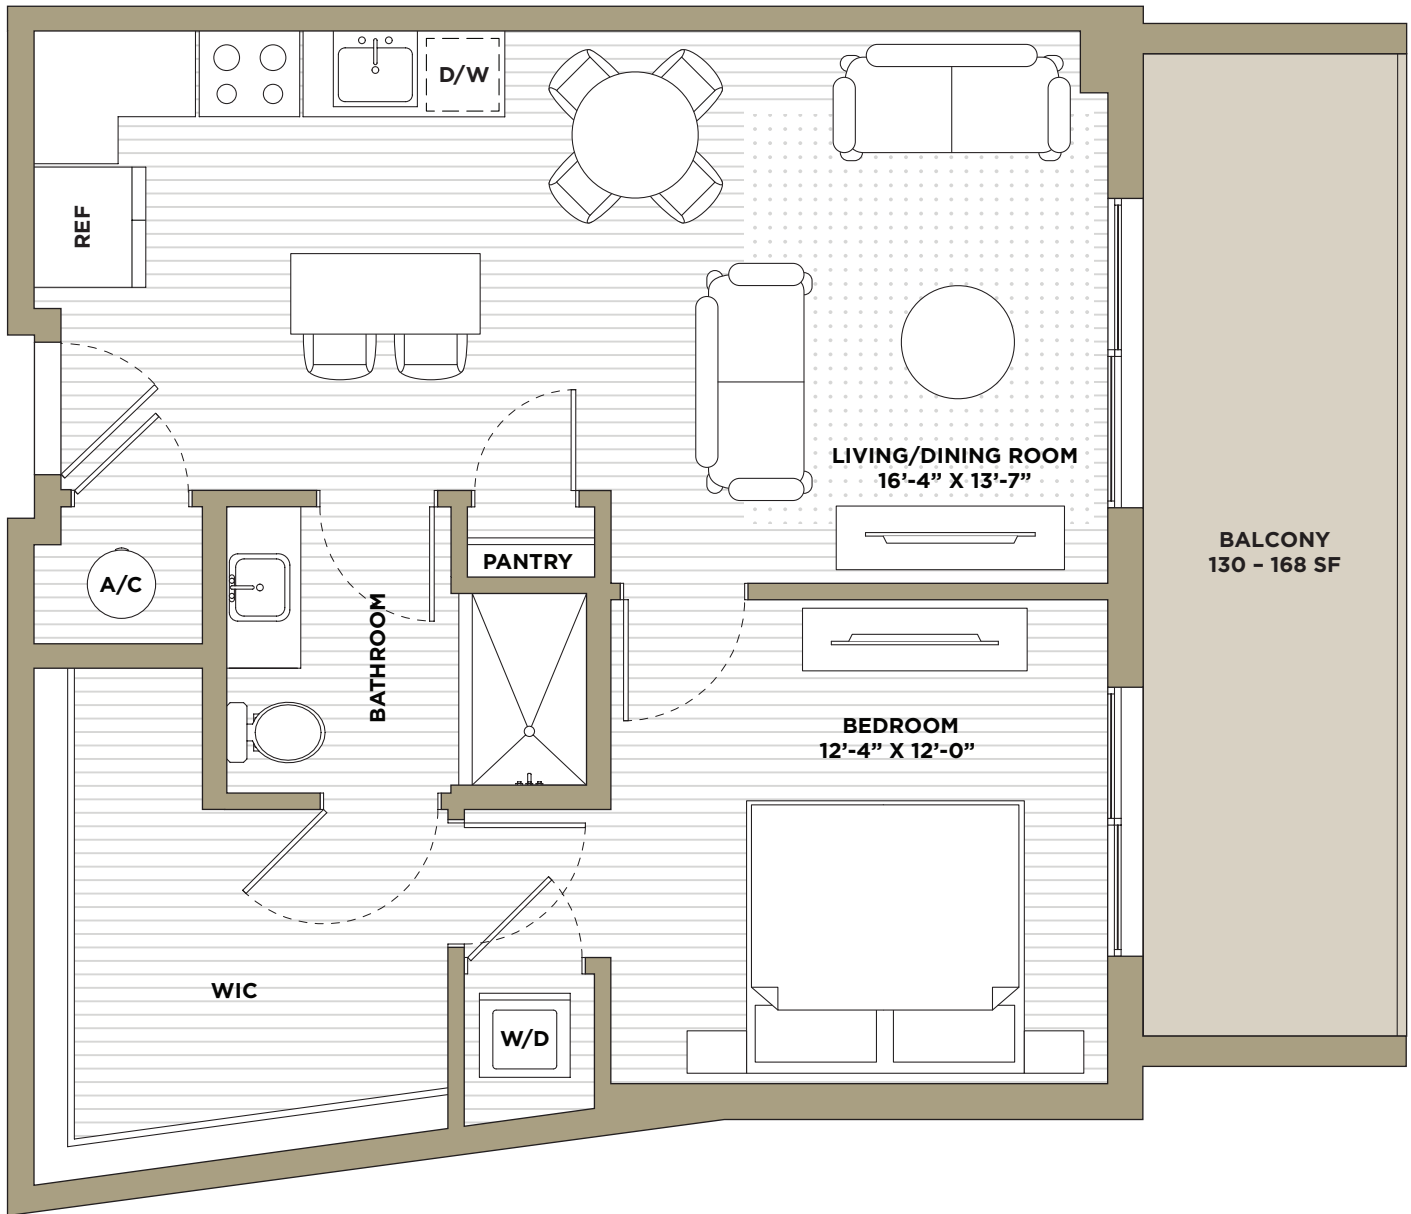 D/W
REF
LIVING/DINING ROOM
16’-4” X 13’-7”
BALCONY
130 – 168 SF
PANTRY
A/C
BATHROOM
BEDROOM
12’-4” X 12’-0”
WIC
W/D